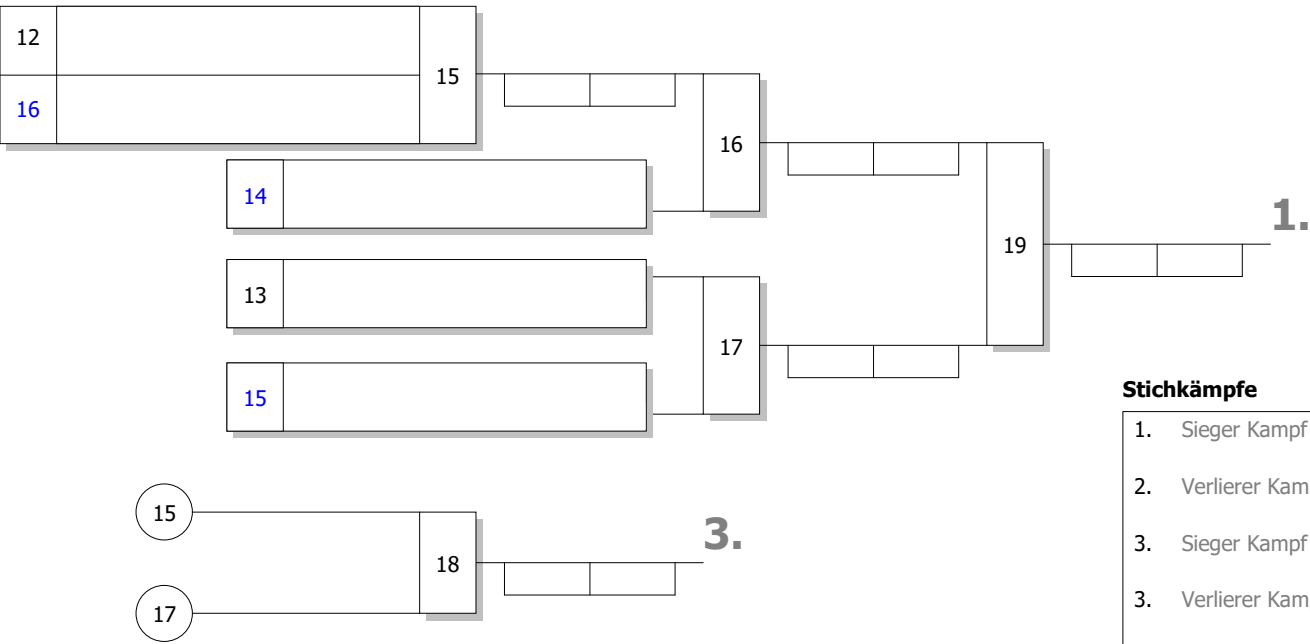 12
15
16
16
14
1.
19
13
17
15
Stichkämpfe
1. Sieger Kampf
2. Verlierer Kam
3. Sieger Kampf
3. Verlierer Kam
15
3.
18
17